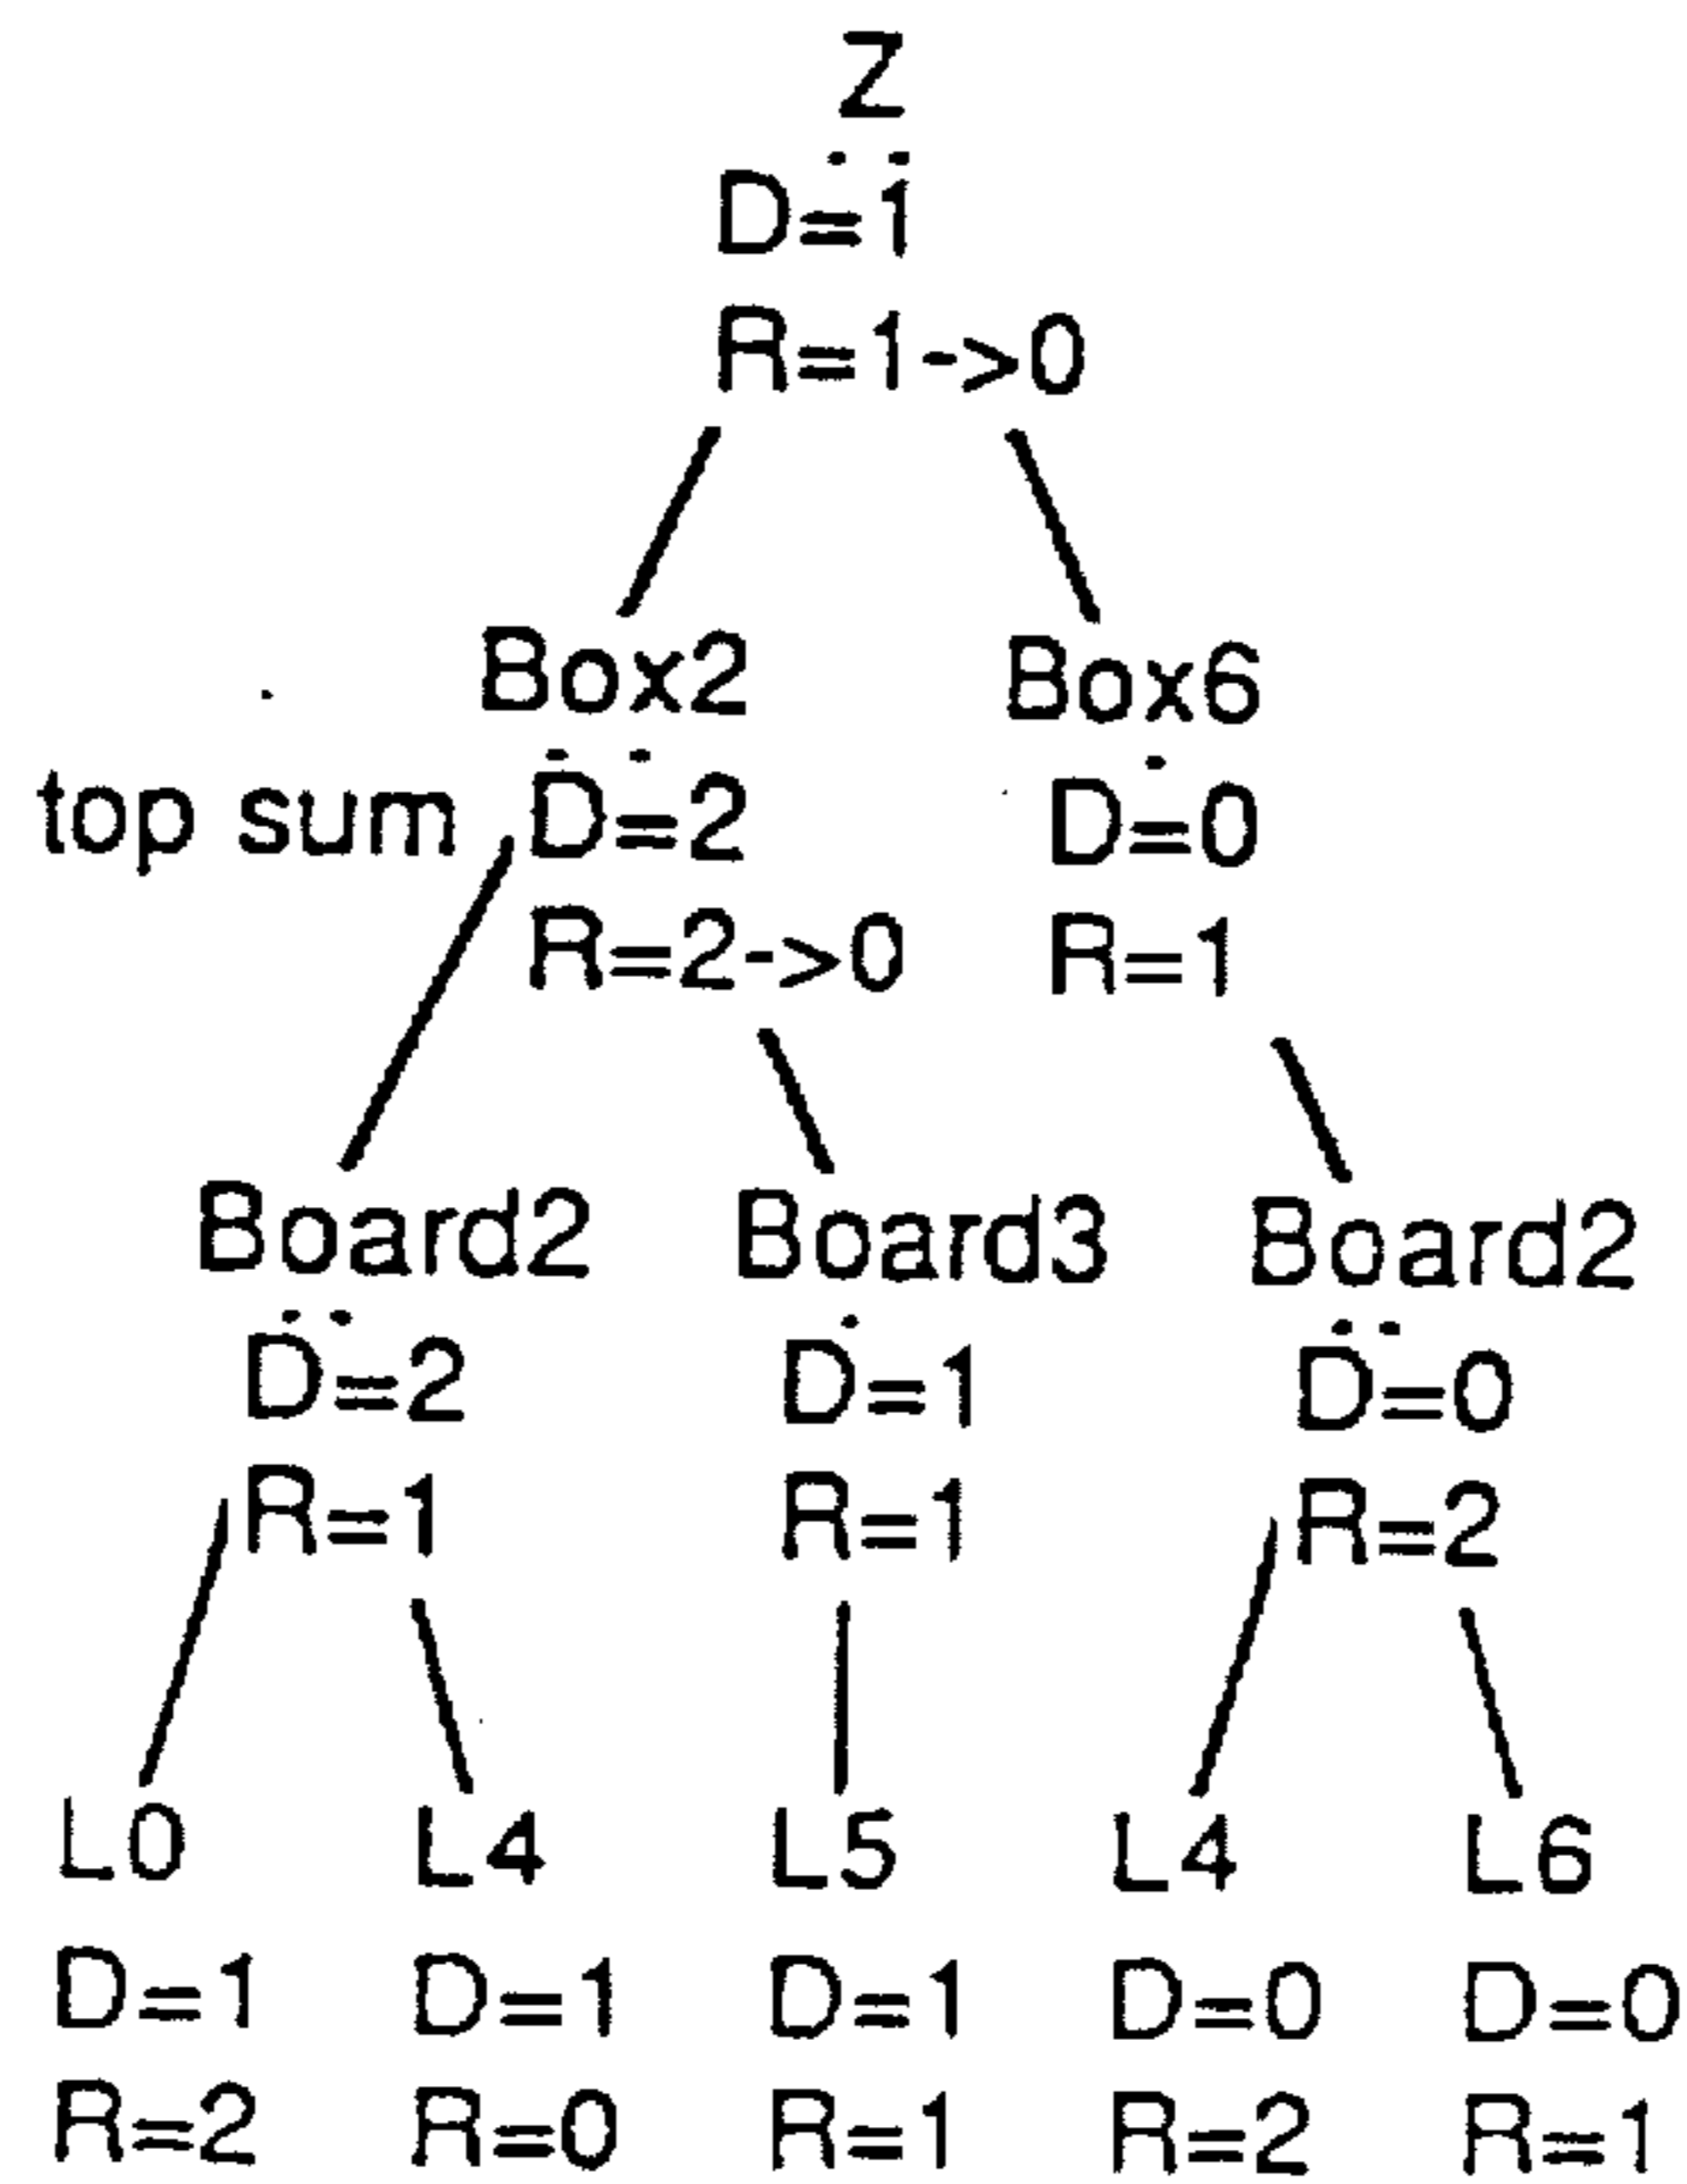 Z
D=1
R=1->0
Box2 Box6
top sum D=2 D=0
R=2->0 R=1
Board2 Board3 Board2
D=2 D=1 D=0
R=1 R=1 R=2
L0 L4 L5 L4 L6
D=1 D=1 D=1 D=0 D=0
R=2 R=0 R=1 R=2 R=1